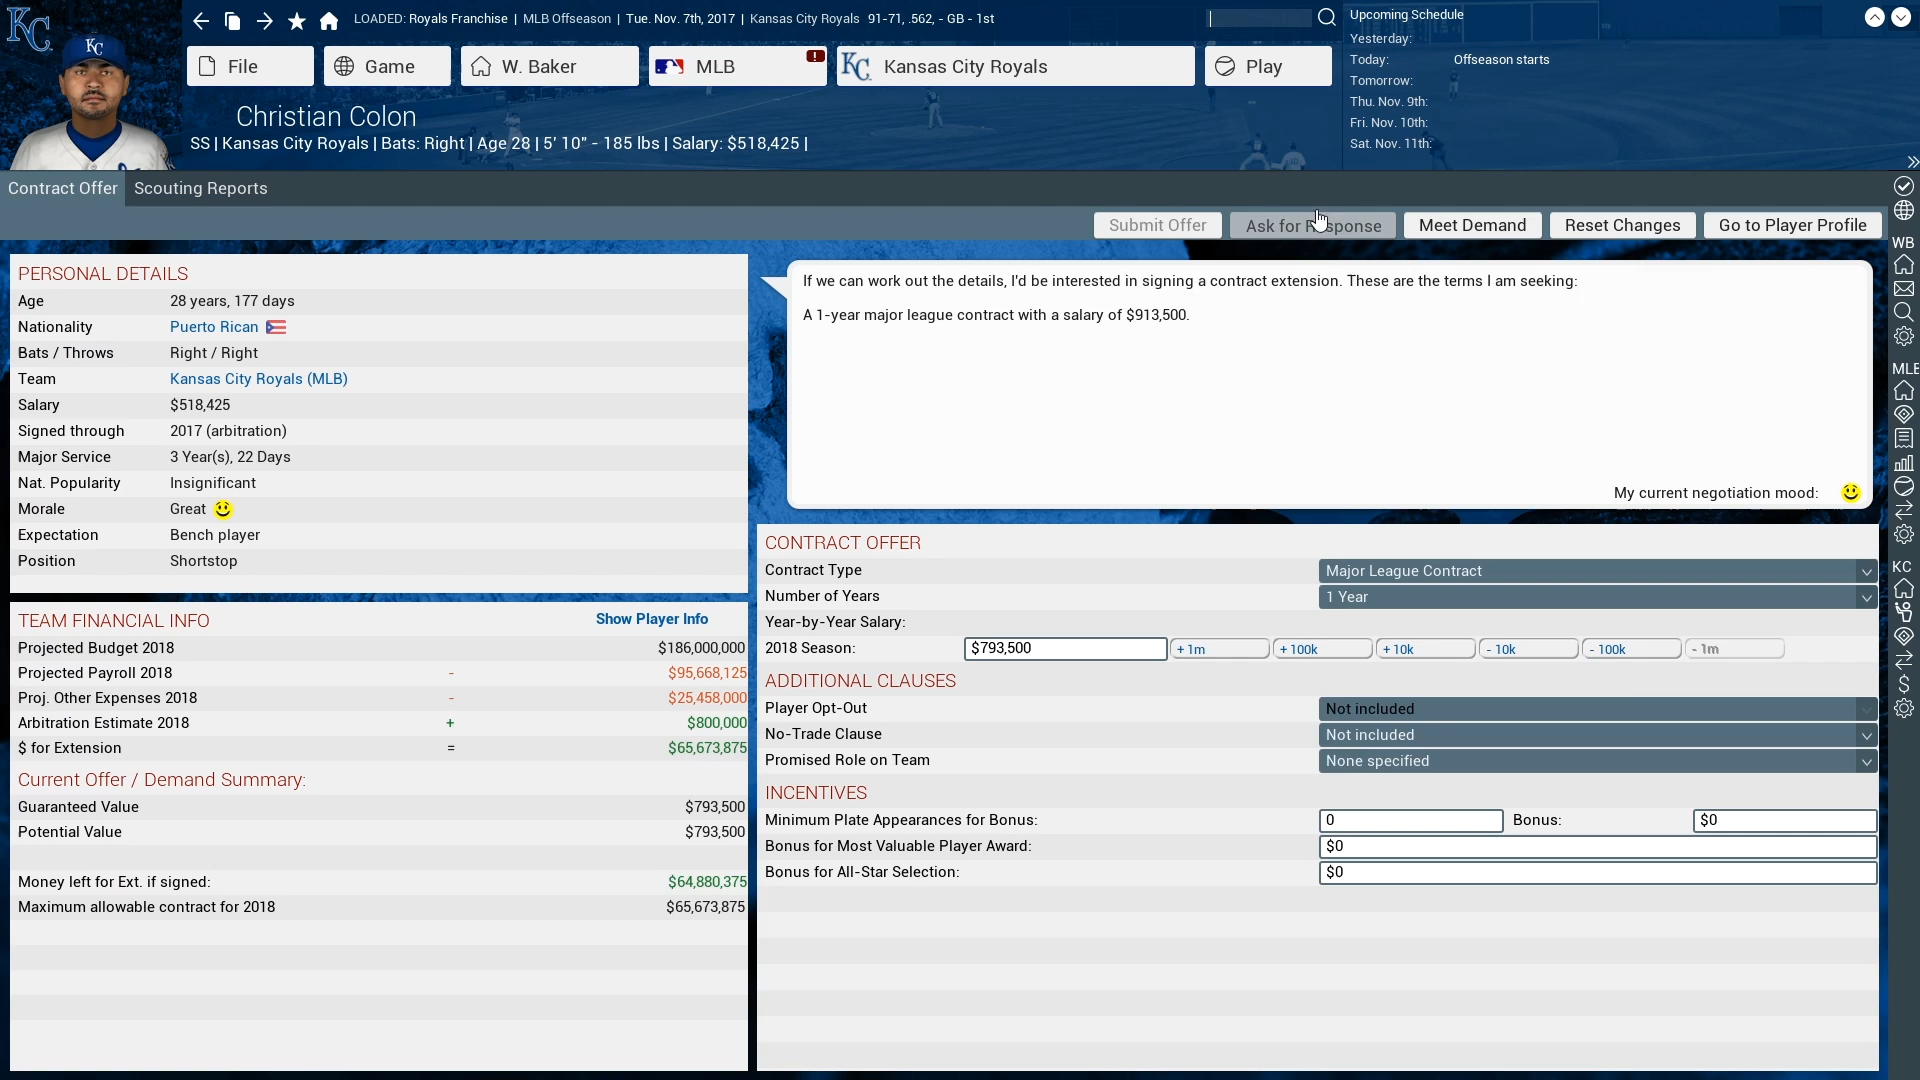 LOADED: Royals Franchise | MLB Offseason | Tue. Nov. 7th, 2017 | Kansas City Royals 91-71, .562, - GB - 1st
File
Game
W. Baker
MLB
Kansas City Royals
Play
Upcoming Schedule
Yesterday:
Today: Offseason starts
Tomorrow:
Thu. Nov. 9th:
Fri. Nov. 10th:
Sat. Nov. 11th:
Christian Colon
SS | Kansas City Royals | Bats: Right | Age 28 | 5' 10" - 185 lbs | Salary: $518,425 |
Contract Offer Scouting Reports
Submit Offer Ask for Response Meet Demand Reset Changes Go to Player Profile
PERSONAL DETAILS
Age 28 years, 177 days
Nationality Puerto Rican
Bats / Throws Right / Right
Team Kansas City Royals (MLB)
Salary $518,425
Signed through 2017 (arbitration)
Major Service 3 Year(s), 22 Days
Nat. Popularity Insignificant
Morale Great
Expectation Bench player
Position Shortstop
TEAM FINANCIAL INFO Show Player Info
Projected Budget 2018 $186,000,000
Projected Payroll 2018 - $95,668,125
Proj. Other Expenses 2018 - $25,458,000
Arbitration Estimate 2018 + $800,000
$ for Extension = $65,673,875
Current Offer / Demand Summary:
Guaranteed Value $793,500
Potential Value $793,500
Money left for Ext. if signed: $64,880,375
Maximum allowable contract for 2018 $65,673,875
If we can work out the details, I'd be interested in signing a contract extension. These are the terms I am seeking:
A 1-year major league contract with a salary of $913,500.
My current negotiation mood:
CONTRACT OFFER
Contract Type Major League Contract
Number of Years 1 Year
Year-by-Year Salary:
2018 Season: $793,500 + 1m + 100k + 10k - 10k - 100k - 1m
ADDITIONAL CLAUSES
Player Opt-Out Not included
No-Trade Clause Not included
Promised Role on Team None specified
INCENTIVES
Minimum Plate Appearances for Bonus: 0 Bonus: $0
Bonus for Most Valuable Player Award: $0
Bonus for All-Star Selection: $0
WB
MLB
KC